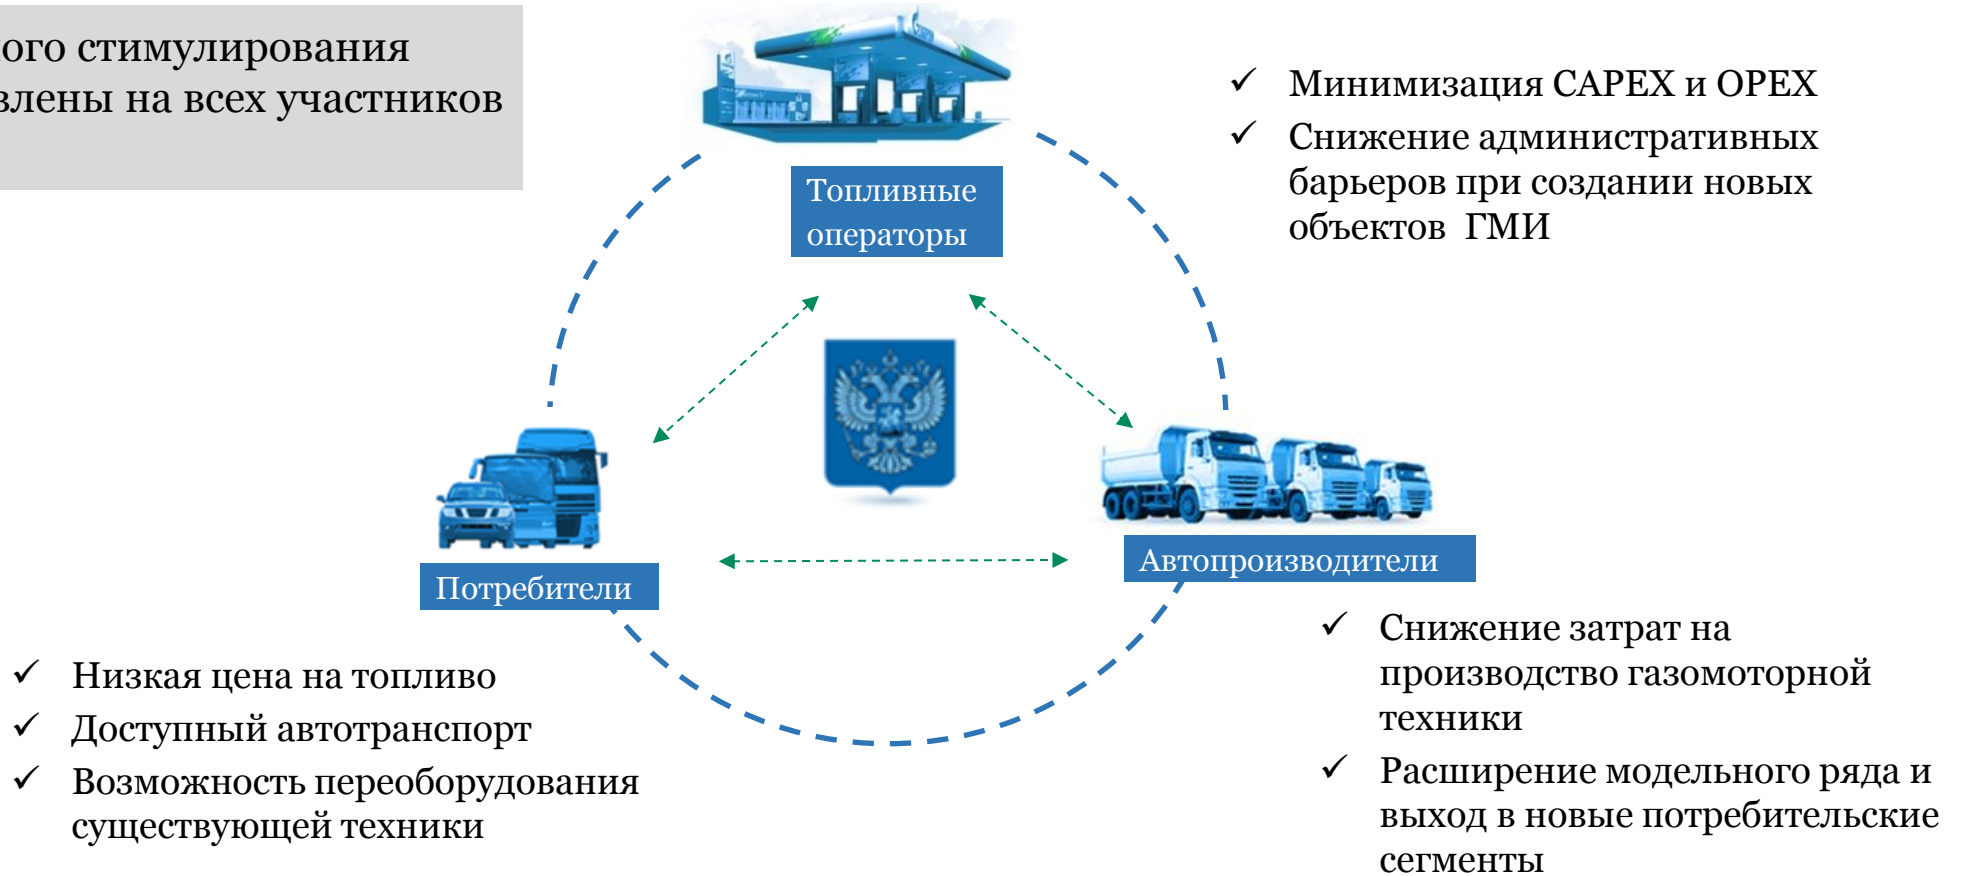 ого стимулирования
влены на всех участников
✓ Минимизация CAPEX и OPEX
✓ Снижение административных
барьеров при создании новых
объектов ГМИ
Топливные
операторы
Автопроизводители
Потребители
✓ Снижение затрат на
производство газомоторной
техники
✓ Расширение модельного ряда и
выход в новые потребительские
сегменты
✓ Низкая цена на топливо
✓ Доступный автотранспорт
✓ Возможность переоборудования
существующей техники